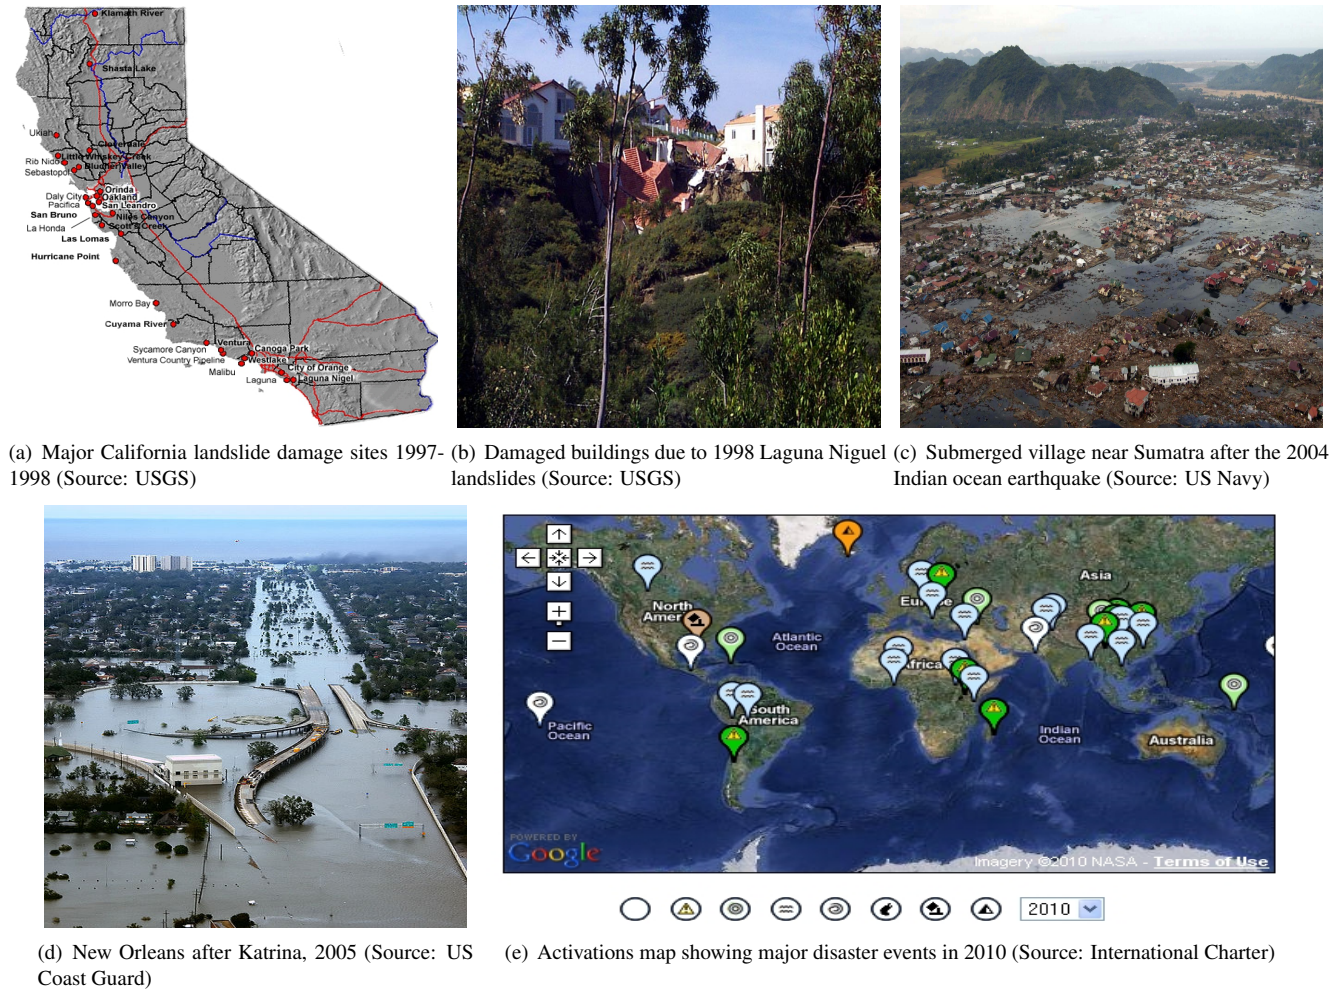 Klamath River
Shasta Lake
Ukiah
Cloverdale
Little Whiskey Creek
Rib Nido
Blucher Valley
Sebastopol
Orinda
Daly City
Oakland
Pacifica
San Leandro
San Bruno
Niles Canyon
La Honda
Scott's Creek
Las Lomas
Hurricane Point
Morro Bay
Cuyama River
Ventura
Sycamore Canyon
Canoga Park
Ventura Country Pipeline
Westlake
Malibu
City of Orange
Laguna
Laguna Nigel
(a) Major California landslide damage sites 1997-
1998 (Source: USGS)
(b) Damaged buildings due to 1998 Laguna Niguel
landslides (Source: USGS)
(c) Submerged village near Sumatra after the 2004
Indian ocean earthquake (Source: US Navy)
Asia
North
Amer
Atlantic
Ocean
Africa
South
America
Pacific
Ocean
Indian
Ocean
Australia
POWERED BY
Google
Imagery ©2010 NASA - Terms of Use
2010
(d) New Orleans after Katrina, 2005 (Source: US
Coast Guard)
(e) Activations map showing major disaster events in 2010 (Source: International Charter)